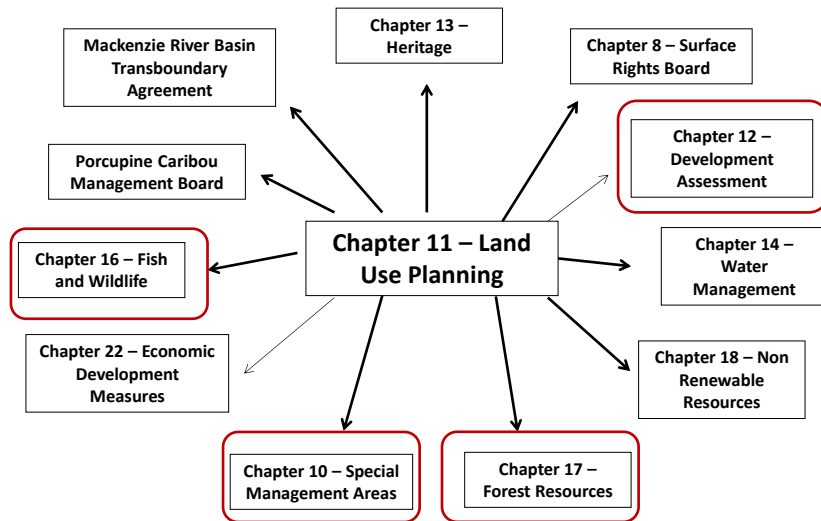 Chapter 13 –
Heritage
Mackenzie River Basin
Transboundary
Agreement
Chapter 8 – Surface
Rights Board
Chapter 12 –
Development
Assessment
Porcupine Caribou
Management Board
Chapter 11 – Land
Use Planning
Chapter 16 – Fish
and Wildlife
Chapter 14 –
Water
Management
Chapter 22 – Economic
Development
Measures
Chapter 18 – Non
Renewable
Resources
Chapter 10 – Special
Management Areas
Chapter 17 –
Forest Resources